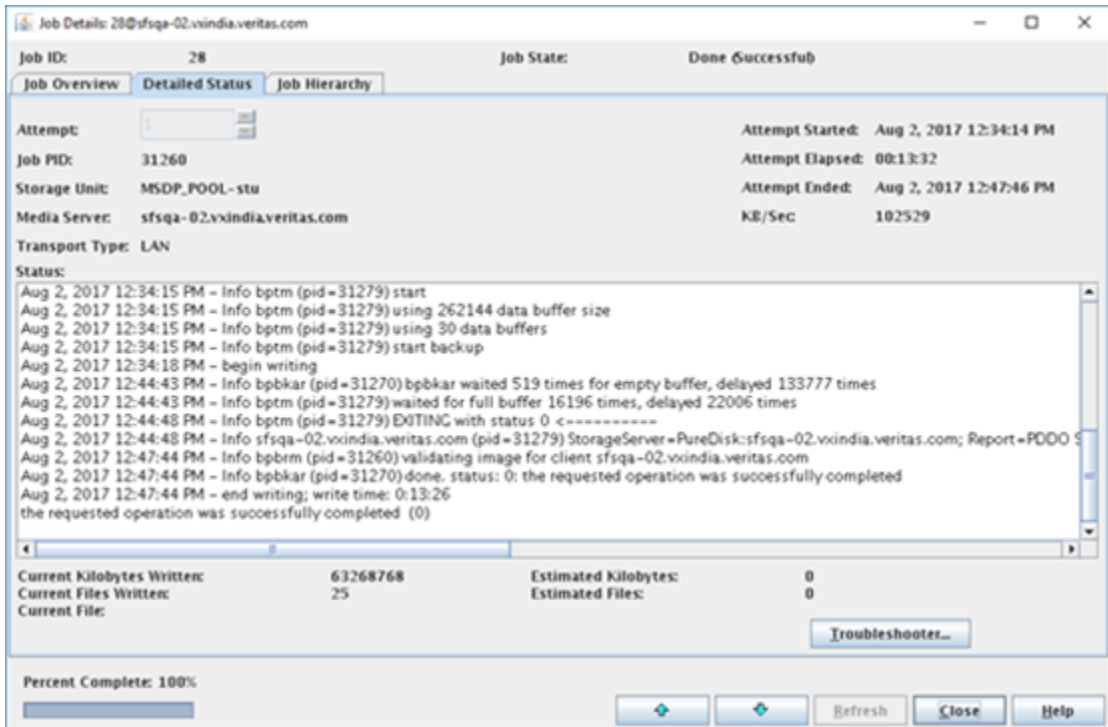 Job Details: 28@sfsqa-02.vxindia.veritas.com
Job ID: 28 Job State: Done (Successful)
Job Overview Detailed Status Job Hierarchy
Attempt: 1 Attempt Started: Aug 2, 2017 12:34:14 PM
Job PID: 31260 Attempt Elapsed: 00:13:32
Storage Unit: MSDP_POOL-stu Attempt Ended: Aug 2, 2017 12:47:46 PM
Media Server: sfsqa-02.vxindia.veritas.com KB/Sec: 102529
Transport Type: LAN
Status:
Aug 2, 2017 12:34:15 PM - Info bptm (pid=31279) start
Aug 2, 2017 12:34:15 PM - Info bptm (pid=31279) using 262144 data buffer size
Aug 2, 2017 12:34:15 PM - Info bptm (pid=31279) using 30 data buffers
Aug 2, 2017 12:34:15 PM - Info bptm (pid=31279) start backup
Aug 2, 2017 12:34:18 PM - begin writing
Aug 2, 2017 12:44:43 PM - Info bpbkar (pid=31270) bpbkar waited 519 times for empty buffer, delayed 133777 times
Aug 2, 2017 12:44:43 PM - Info bptm (pid=31279) waited for full buffer 16196 times, delayed 22006 times
Aug 2, 2017 12:44:48 PM - Info bptm (pid=31279) EXITING with status 0 <----------
Aug 2, 2017 12:44:48 PM - Info sfsqa-02.vxindia.veritas.com (pid=31279) StorageServer=PureDisk:sfsqa-02.vxindia.veritas.com; Report=PDDO S
Aug 2, 2017 12:47:44 PM - Info bpbrm (pid=31260) validating image for client sfsqa-02.vxindia.veritas.com
Aug 2, 2017 12:47:44 PM - Info bpbkar (pid=31270) done. status: 0: the requested operation was successfully completed
Aug 2, 2017 12:47:44 PM - end writing; write time: 0:13:26
the requested operation was successfully completed (0)
Current Kilobytes Written: 63268768 Estimated Kilobytes: 0
Current Files Written: 25 Estimated Files: 0
Current File:
Troubleshooter...
Percent Complete: 100%
Refresh Close Help